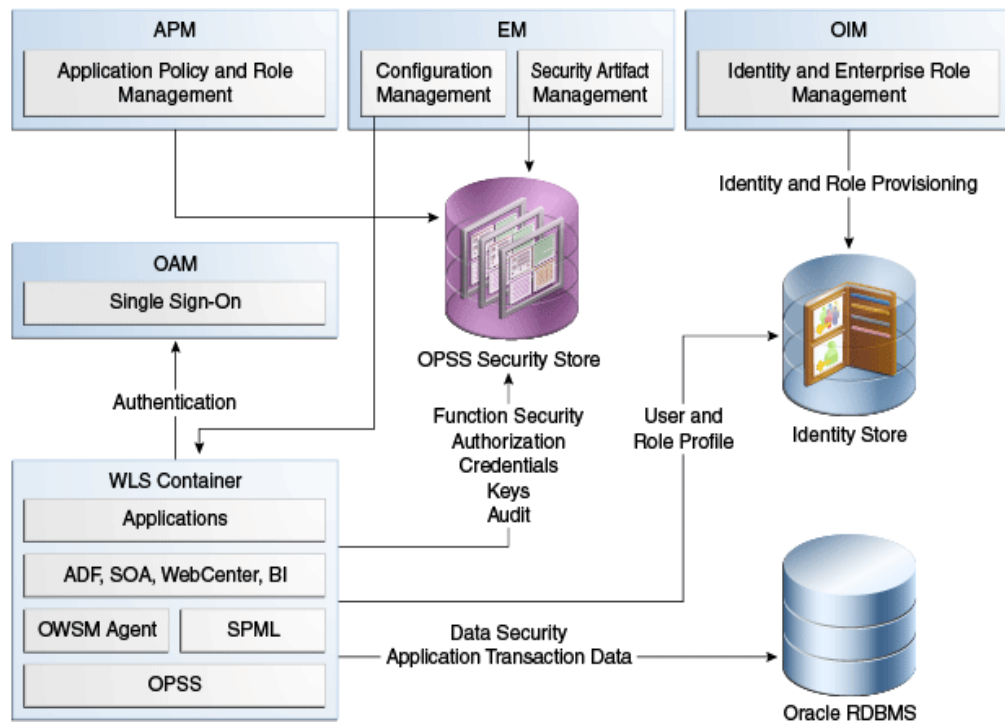 APM
Application Policy and Role
Management
EM
Configuration
Management
Security Artifact
Management
OIM
Identity and Enterprise Role
Management
Identity and Role Provisioning
OAM
Single Sign-On
OPSS Security Store
Authentication
Function Security
Authorization
Credentials
Keys
Audit
User and
Role Profile
Identity Store
WLS Container
Applications
ADF, SOA, WebCenter, BI
OWSM Agent
SPML
OPSS
Data Security
Application Transaction Data
Oracle RDBMS